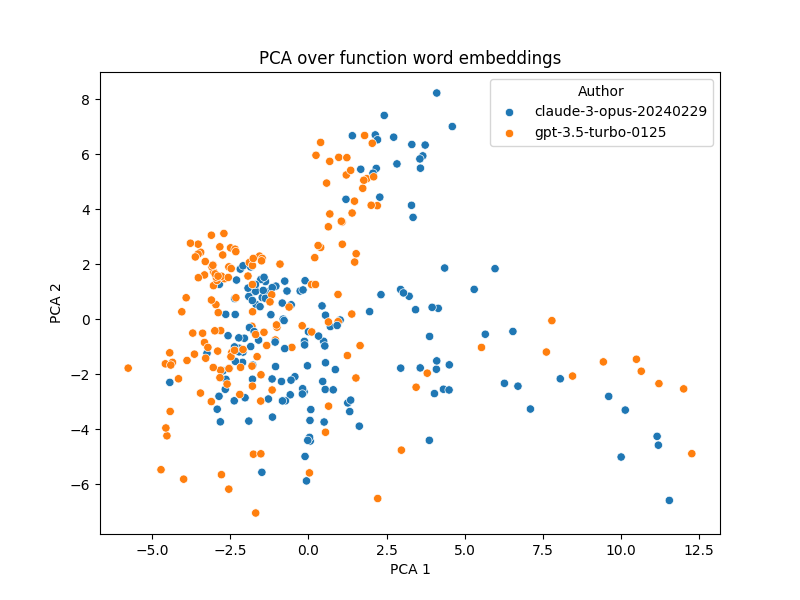 PCA over function word embeddings
Author
claude-3-opus-20240229
gpt-3.5-turbo-0125
8
6
4
2
0
−2
−4
−6
PCA 2
−5.0
−2.5
0.0
2.5
5.0
7.5
10.0
12.5
PCA 1